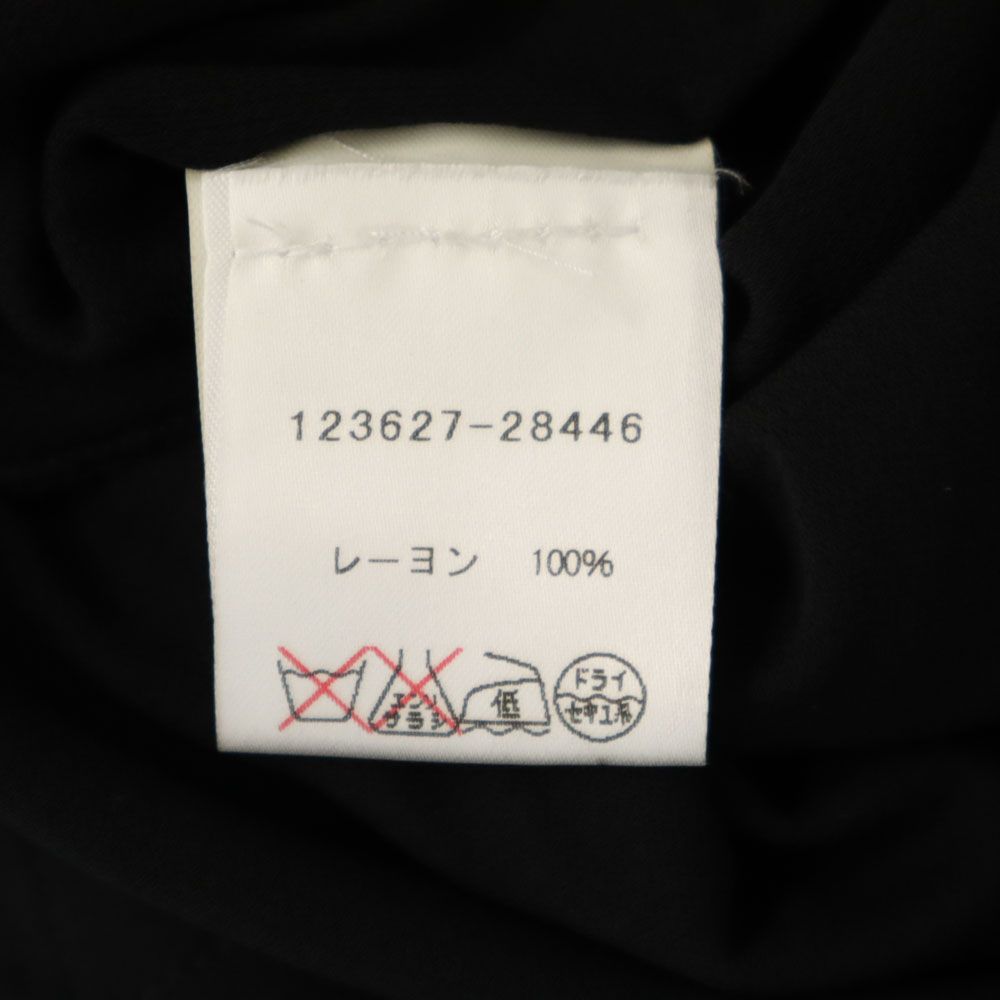 123627-28446
レーヨン 100%
エンソ
サラシ
低
ドライ
セキユ系